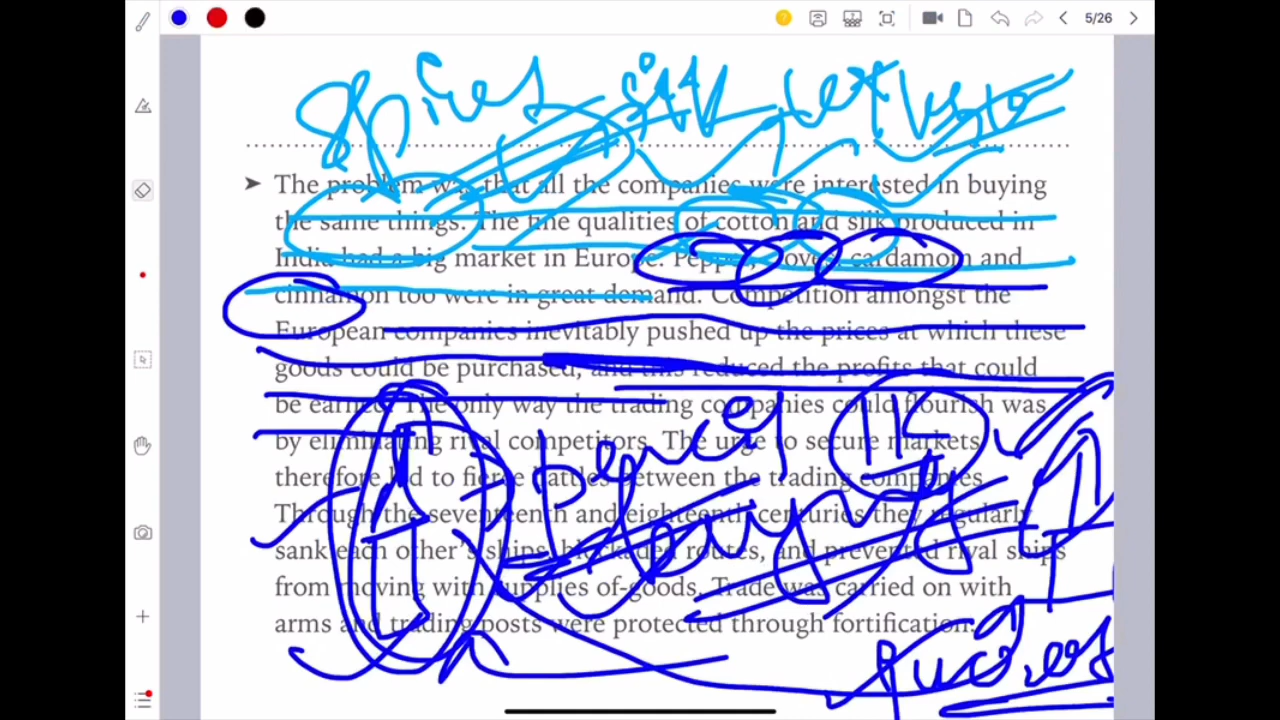 5/26
spices silk textiles
➤ The problem was that all the companies were interested in buying
the same things. The fine qualities of cotton and silk produced in
India had a big market in Europe. Pepper, cloves, cardamom and
cinnamon too were in great demand. Competition amongst the
European companies inevitably pushed up the prices at which these
goods could be purchased, and this reduced the profits that could
be earned. The only way the trading companies could flourish was
by eliminating rival competitors. The urge to secure markets
therefore led to fierce battles between the trading companies.
Through the seventeenth and eighteenth centuries they regularly
sank each other's ships, blockaded routes, and prevented rival ships
from moving with supplies of-goods. Trade was carried on with
arms and trading posts were protected through fortification.
pencil 15